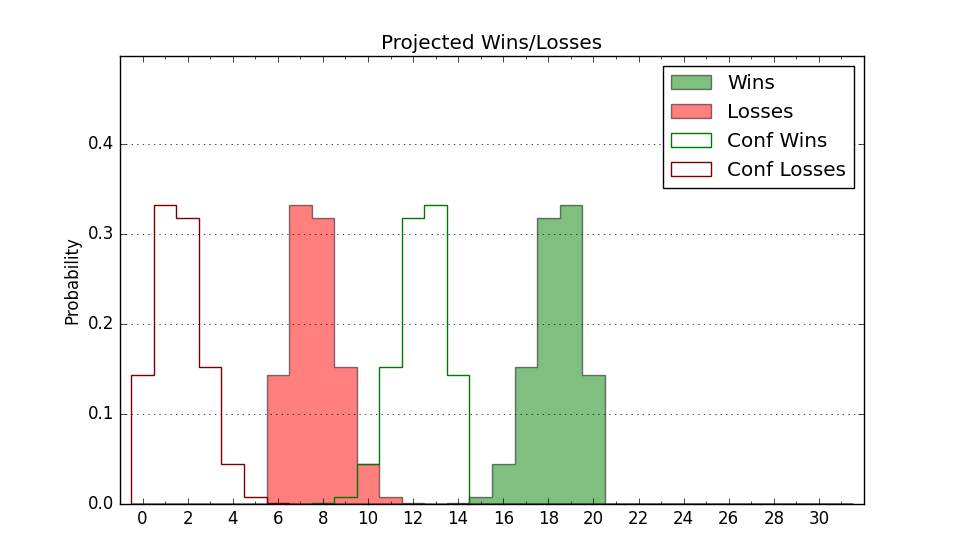 Projected Wins/Losses
Wins
Losses
Conf Wins
Conf Losses
Probability
0.4
0.3
0.2
0.1
0.0
0 2 4 6 8 10 12 14 16 18 20 22 24 26 28 30